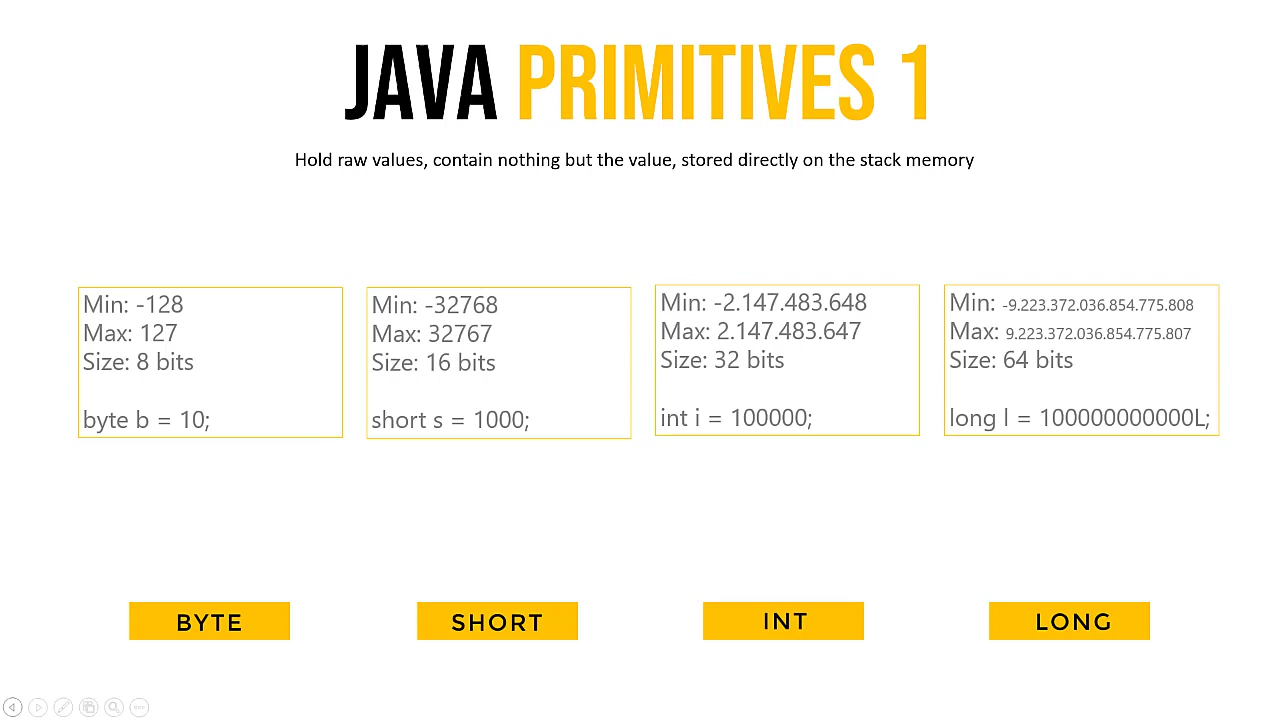 JAVA PRIMITIVES 1
Hold raw values, contain nothing but the value, stored directly on the stack memory
Min: -128
Max: 127
Size: 8 bits
byte b = 10;
Min: -32768
Max: 32767
Size: 16 bits
short s = 1000;
Min: -2.147.483.648
Max: 2.147.483.647
Size: 32 bits
int i = 100000;
Min: -9.223.372.036.854.775.808
Max: 9.223.372.036.854.775.807
Size: 64 bits
long l = 100000000000L;
BYTE
SHORT
INT
LONG